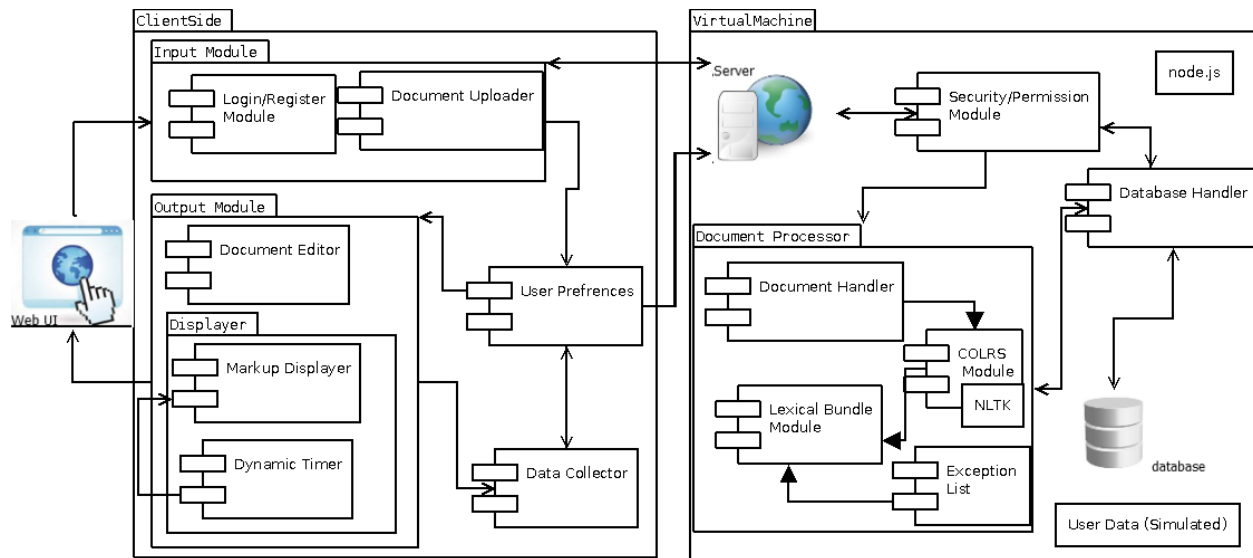 ClientSide
Input Module
Login/Register
Module
Document Uploader
Output Module
Document Editor
Displayer
Markup Displayer
Dynamic Timer
User Prefrences
Data Collector
Web UI
VirtualMachine
.Server
node.js
Security/Permission
Module
Database Handler
Document Processor
Document Handler
COLRS
Module
NLTK
Lexical Bundle
Module
Exception
List
database
User Data (Simulated)